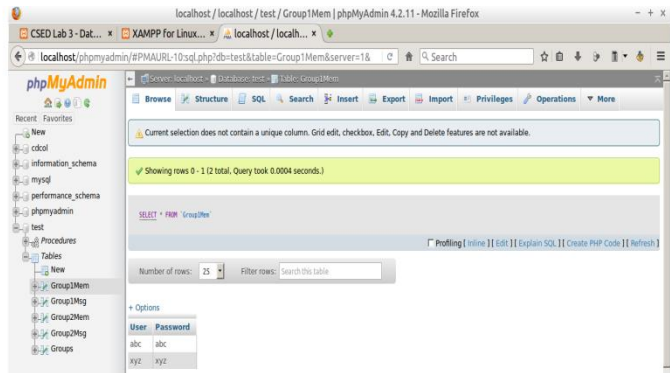 localhost / localhost / test / Group1Mem | phpMyAdmin 4.2.11 - Mozilla Firefox
CSED Lab 3 - Dat... × XAMPP for Linux... × localhost / localh... ×
localhost/phpmyadmin/#PMAURL-10:sql.php?db=test&table=Group1Mem&server=1& Search
phpMyAdmin
Recent Favorites
New
cdcol
information_schema
mysql
performance_schema
phpmyadmin
test
Procedures
Tables
New
Group1Mem
Group1Msg
Group2Mem
Group2Msg
Groups
Server: localhost » Database: test » Table: Group1Mem
Browse Structure SQL Search Insert Export Import Privileges Operations More
Current selection does not contain a unique column. Grid edit, checkbox, Edit, Copy and Delete features are not available.
Showing rows 0 - 1 (2 total, Query took 0.0004 seconds.)
SELECT * FROM `Group1Mem`
Profiling [ Inline ] [ Edit ] [ Explain SQL ] [ Create PHP Code ] [ Refresh ]
Number of rows: 25 Filter rows: Search this table
+ Options
User Password
abc abc
xyz xyz